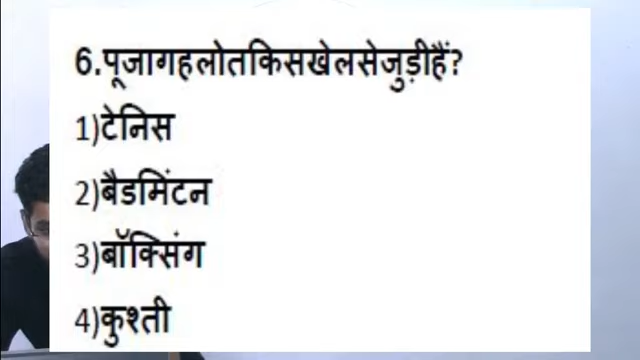 6.पूजागहलोतकिसखेलसेजुड़ीहैं?
1)टेनिस
2)बैडमिंटन
3)बॉक्सिंग
4)कुश्ती